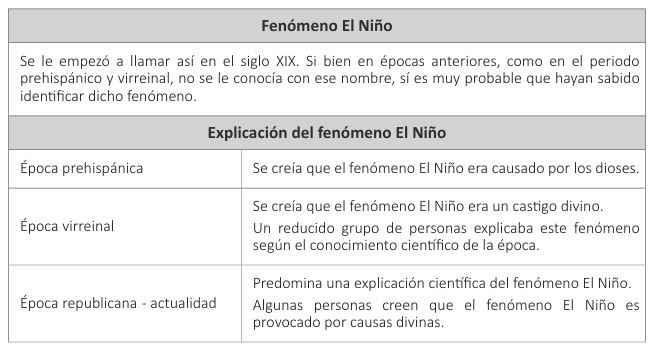 Fenómeno El Niño
Se le empezó a llamar así en el siglo XIX. Si bien en épocas anteriores, como en el periodo
prehispánico y virreinal, no se le conocía con ese nombre, sí es muy probable que hayan sabido
identificar dicho fenómeno.
Explicación del fenómeno El Niño
Época prehispánica
Se creía que el fenómeno El Niño era causado por los dioses.
Época virreinal
Se creía que el fenómeno El Niño era un castigo divino.
Un reducido grupo de personas explicaba este fenómeno
según el conocimiento científico de la época.
Época republicana - actualidad
Predomina una explicación científica del fenómeno El Niño.
Algunas personas creen que el fenómeno El Niño es
provocado por causas divinas.